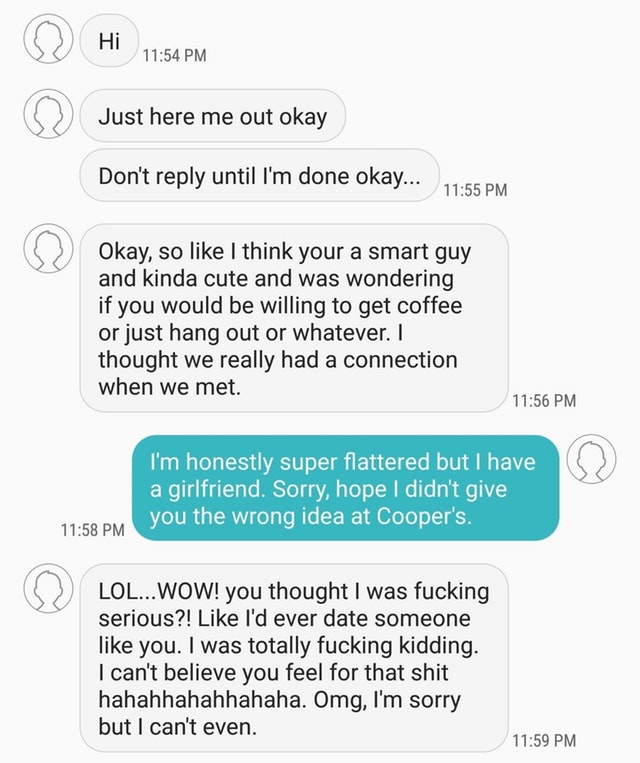 Hi
11:54 PM
Just here me out okay
Don't reply until I'm done okay...
11:55 PM
Okay, so like I think your a smart guy
and kinda cute and was wondering
if you would be willing to get coffee
or just hang out or whatever. I
thought we really had a connection
when we met.
11:56 PM
I'm honestly super flattered but I have
a girlfriend. Sorry, hope I didn't give
you the wrong idea at Cooper's.
11:58 PM
LOL...WOW! you thought I was fucking
serious?! Like I'd ever date someone
like you. I was totally fucking kidding.
I can't believe you feel for that shit
hahahhahahhahaha. Omg, I'm sorry
but I can't even.
11:59 PM